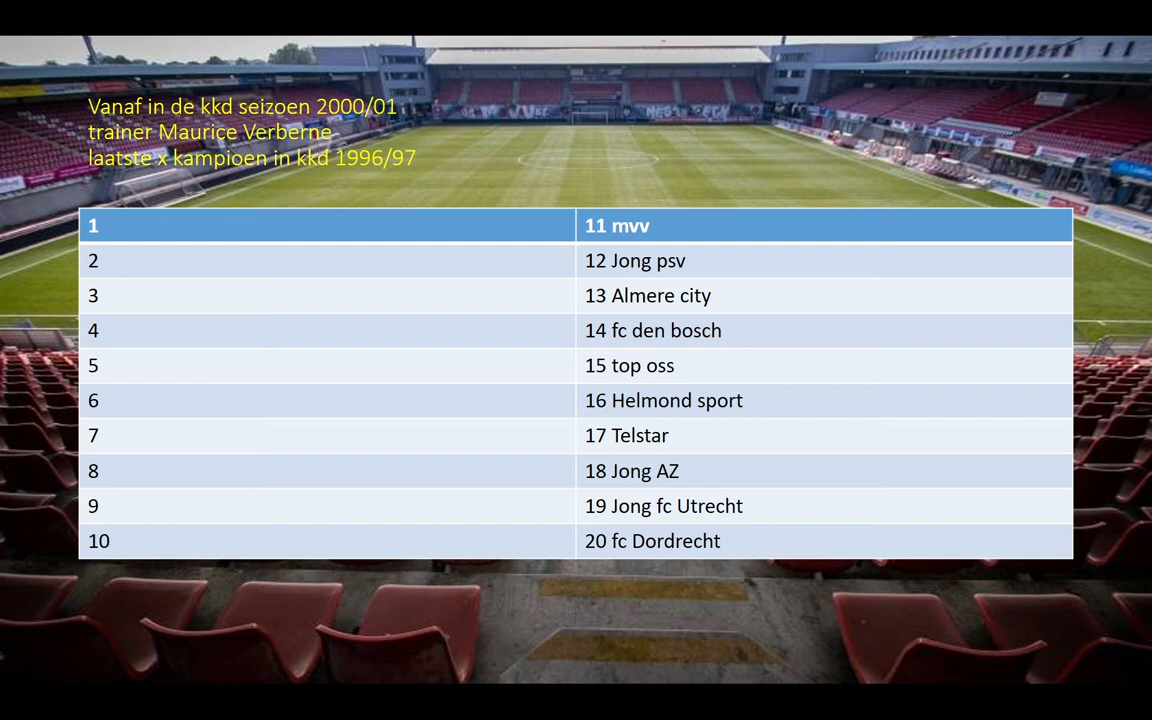 Vanaf in de kkd seizoen 2000/01
trainer Maurice Verberne
laatste x kampioen in kkd 1996/97
1 11 mvv
2 12 Jong psv
3 13 Almere city
4 14 fc den bosch
5 15 top oss
6 16 Helmond sport
7 17 Telstar
8 18 Jong AZ
9 19 Jong fc Utrecht
10 20 fc Dordrecht